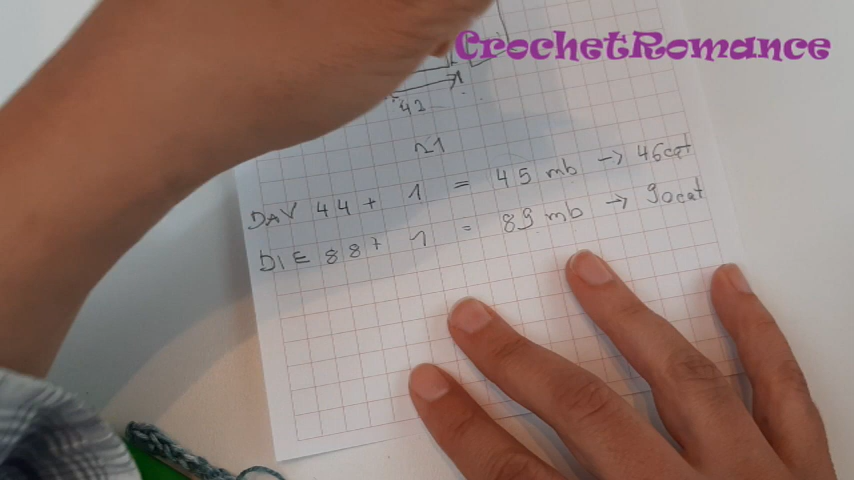 CrochetRomance
42
n1
DAV 44 + 1 = 45 mb → 46cat
DIE 88 + 1 = 89 mb → 90cat